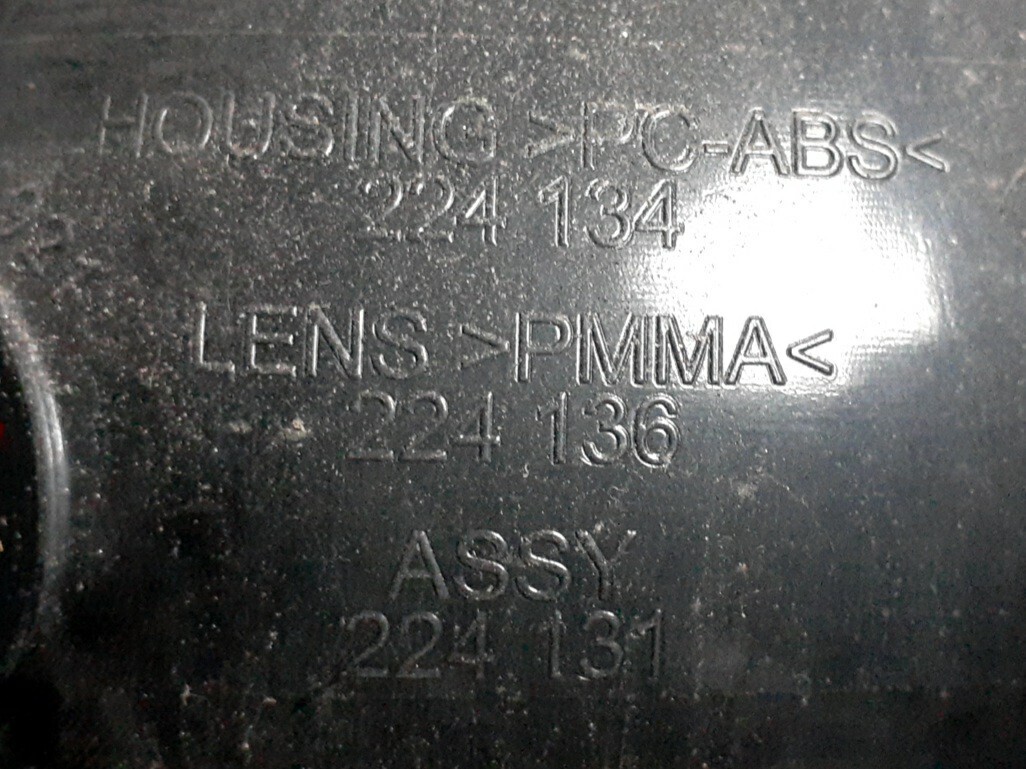 HOUSING >PC-ABS<
224 134
LENS >PMMA<
224 136
ASSY
224 131